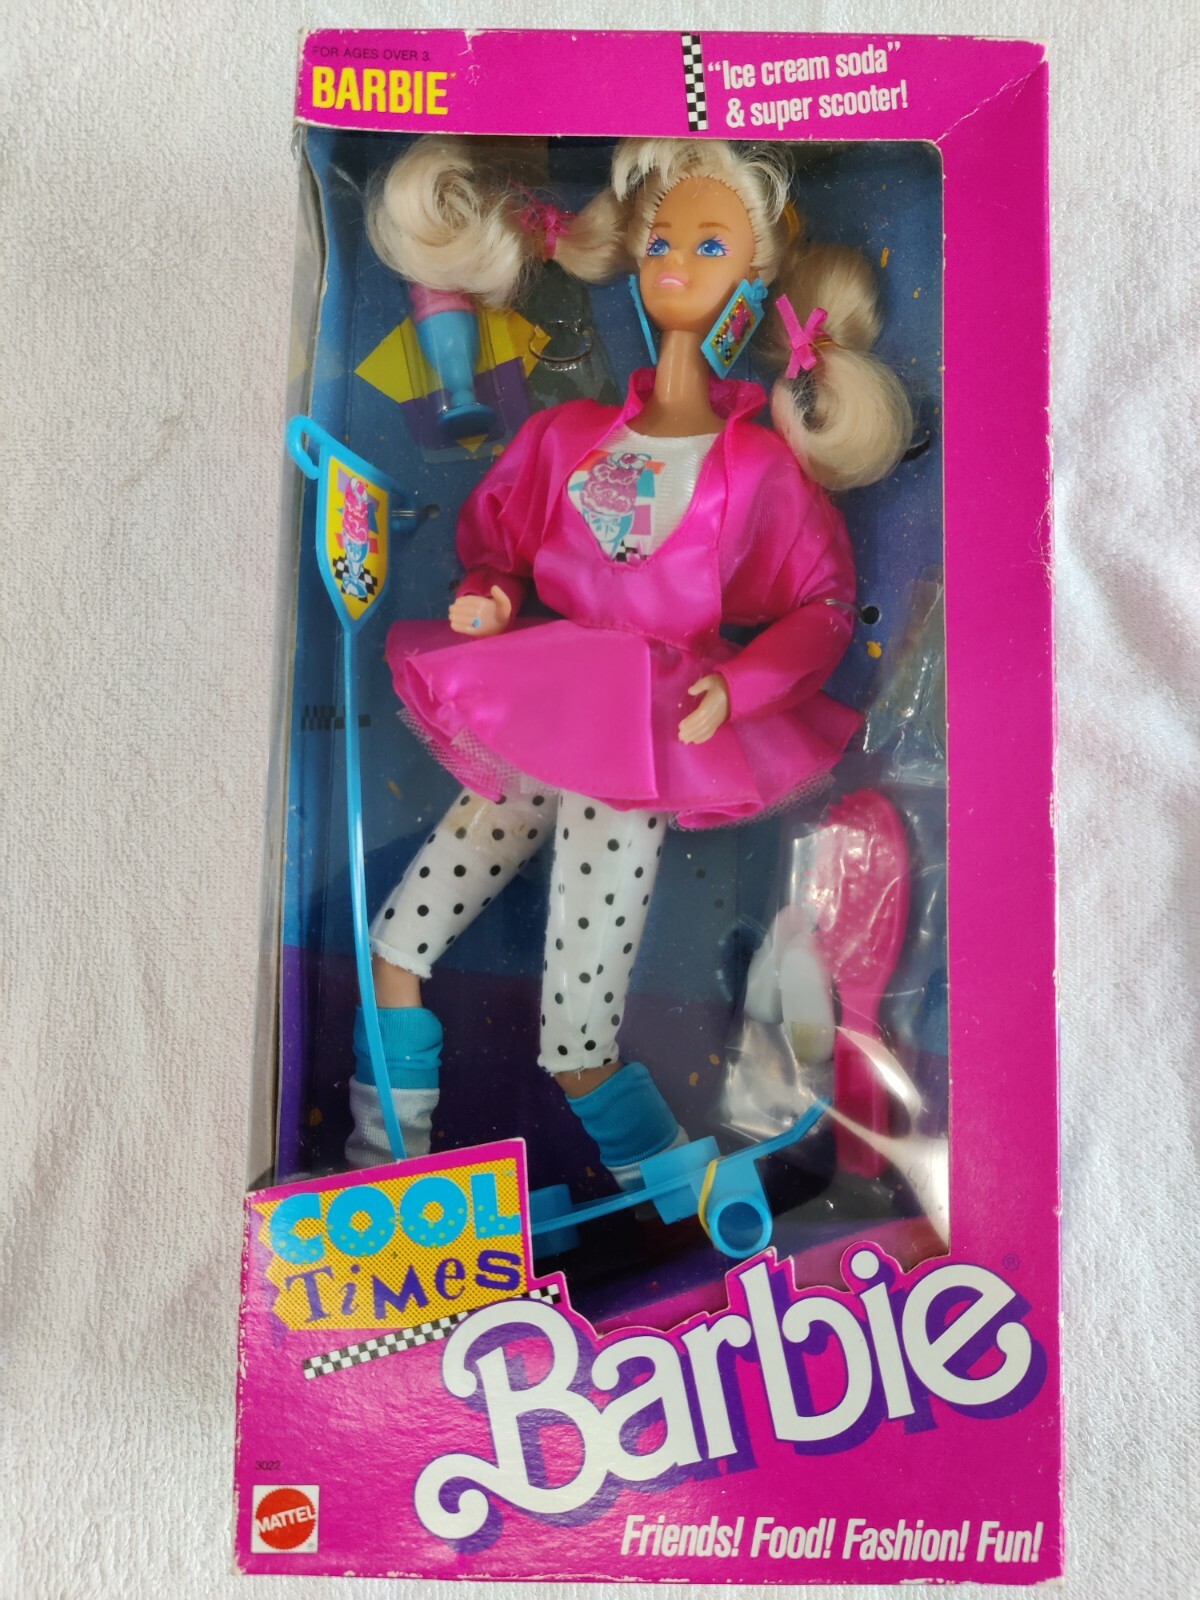 FOR AGES OVER 3.
BARBIE
"Ice cream soda"
& super scooter!
COOL
TiMeS
Barbie®
3022
MATTEL
Friends! Food! Fashion! Fun!